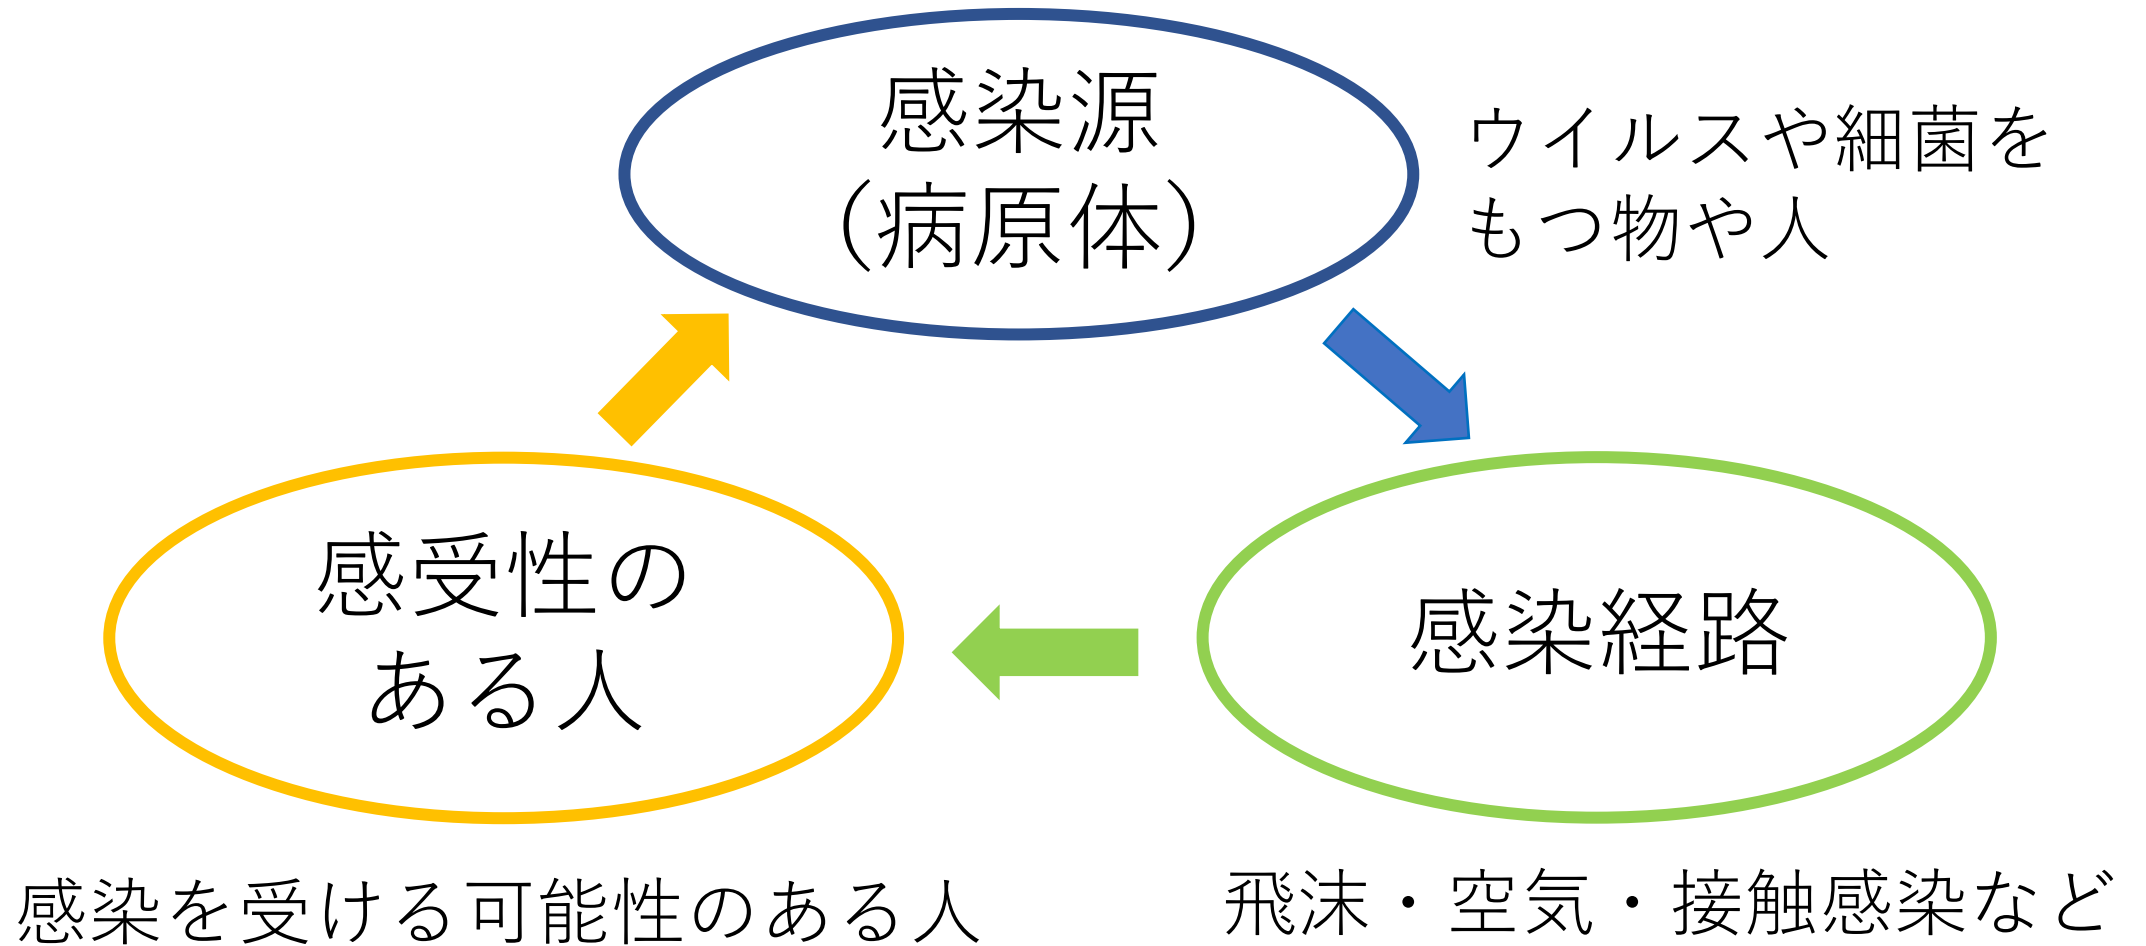 感染源
（病原体）
ウイルスや細菌を
もつ物や人
感受性の
ある人
感染経路
感染を受ける可能性のある人
飛沫・空気・接触感染など